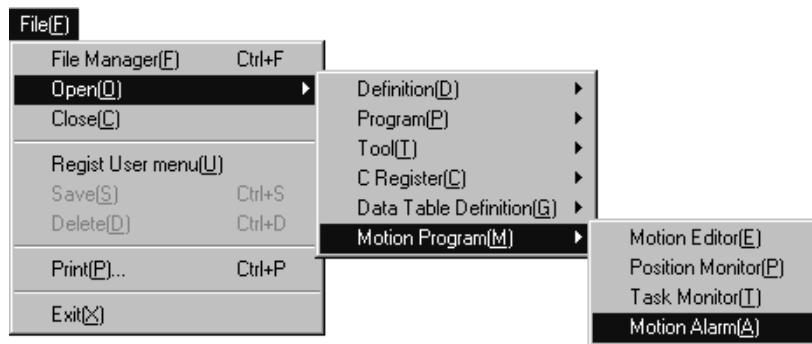 File(F)
File Manager(F) Ctrl+F
Open(O)
Close(C)
Regist User menu(U)
Save(S) Ctrl+S
Delete(D) Ctrl+D
Print(P)... Ctrl+P
Exit(X)
Definition(D)
Program(P)
Tool(T)
C Register(C)
Data Table Definition(G)
Motion Program(M)
Motion Editor(E)
Position Monitor(P)
Task Monitor(T)
Motion Alarm(A)